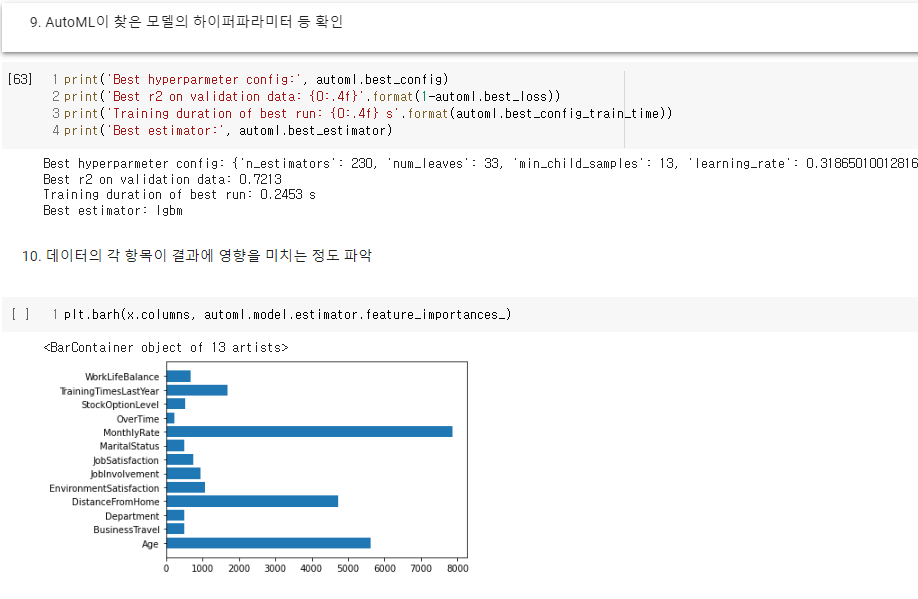 9. AutoML이 찾은 모델의 하이퍼파라미터 등 확인
[63] 1 print('Best hyperparmeter config:', automl.best_config)
2 print('Best r2 on validation data: {0:.4f}'.format(1-automl.best_loss))
3 print('Training duration of best run: {0:.4f} s'.format(automl.best_config_train_time))
4 print('Best estimator:', automl.best_estimator)
Best hyperparmeter config: {'n_estimators': 230, 'num_leaves': 33, 'min_child_samples': 13, 'learning_rate': 0.31865010012816
Best r2 on validation data: 0.7213
Training duration of best run: 0.2453 s
Best estimator: lgbm
10. 데이터의 각 항목이 결과에 영향을 미치는 정도 파악
[ ] 1 plt.barh(x.columns, automl.model.estimator.feature_importances_)
<BarContainer object of 13 artists>
WorkLifeBalance
TrainingTimesLastYear
StockOptionLevel
OverTime
MonthlyRate
MaritalStatus
JobSatisfaction
JobInvolvement
EnvironmentSatisfaction
DistanceFromHome
Department
BusinessTravel
Age
0 1000 2000 3000 4000 5000 6000 7000 8000